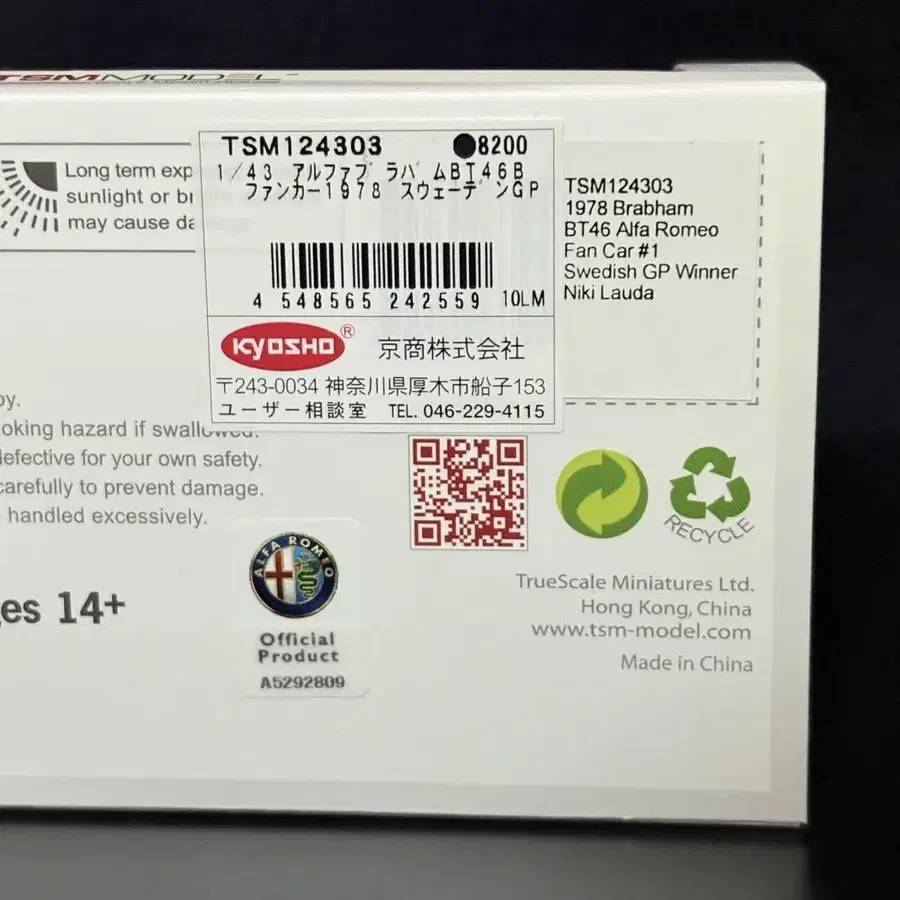 TSM MODEL
Long term exp
sunlight or br
may cause da
TSM124303 ●8200
1/43 アルファブラバムBT46B
ファンカー1978 スウェーデンGP
4 548565 242559 10LM
KYOSHO® 京商株式会社
〒243-0034 神奈川県厚木市船子153
ユーザー相談室 TEL. 046-229-4115
TSM124303
1978 Brabham
BT46 Alfa Romeo
Fan Car #1
Swedish GP Winner
Niki Lauda
oy.
oking hazard if swallowed.
defective for your own safety.
carefully to prevent damage.
handled excessively.
es 14+
ALFA ROMEO
Official
Product
A5292809
RECYCLE
TrueScale Miniatures Ltd.
Hong Kong, China
www.tsm-model.com
Made in China